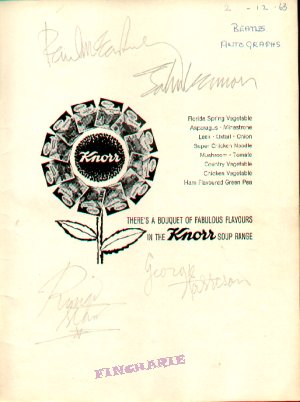 2 - 12 · 63
BEATLES
AUTOGRAPHS
Paul McCartney
John Lennon
Florida Spring Vegetable
Asparagus · Minestrone
Leek · Oxtail · Onion
Super Chicken Noodle
Mushroom · Tomato
Country Vegetable
Chicken Vegetable
Ham Flavoured Green Pea
Knorr
THERE'S A BOUQUET OF FABULOUS FLAVOURS
IN THE Knorr SOUP RANGE
George
Harrison
Ringo
Starr
FINGHARIE